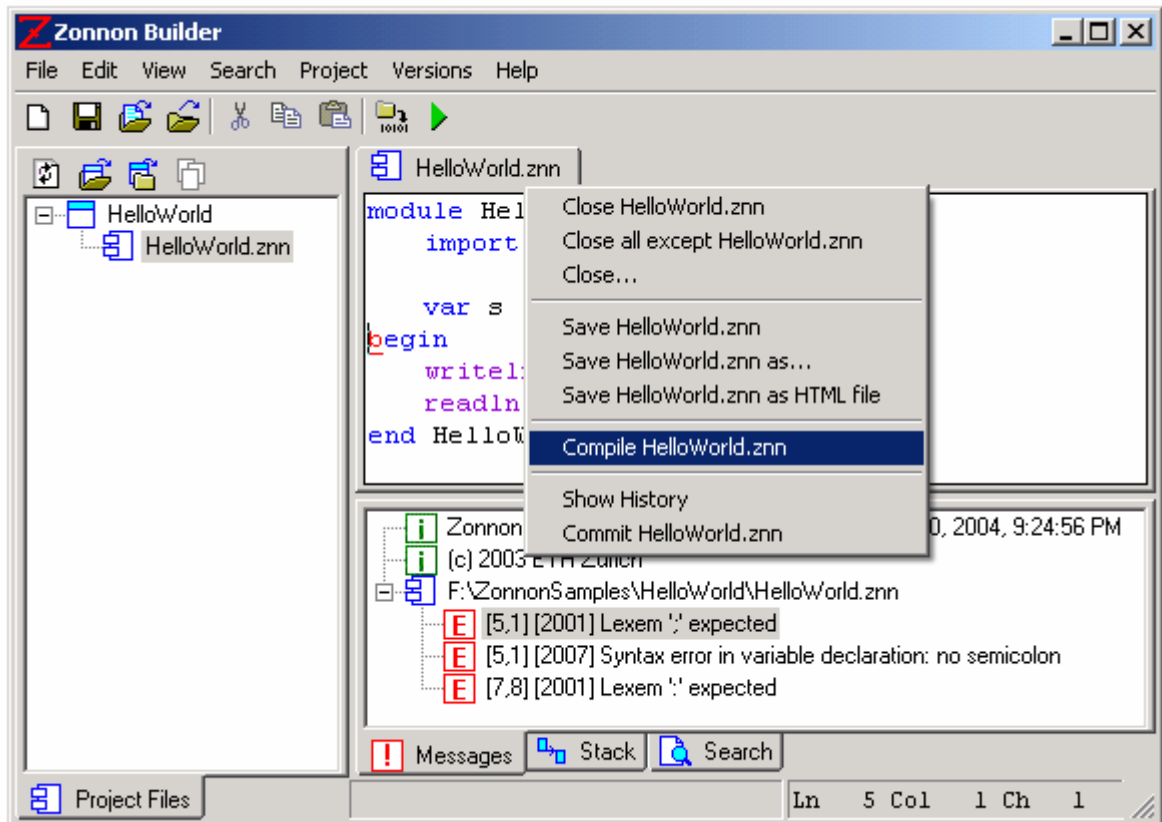 Zonnon Builder
File Edit View Search Project Versions Help
HelloWorld.znn
HelloWorld
HelloWorld.znn
module Hel
import
var s
begin
writel
readln
end HelloW
Close HelloWorld.znn
Close all except HelloWorld.znn
Close...
Save HelloWorld.znn
Save HelloWorld.znn as...
Save HelloWorld.znn as HTML file
Compile HelloWorld.znn
Show History
Commit HelloWorld.znn
Zonnon 0, 2004, 9:24:56 PM
(c) 2003 ETH Zurich
F:\ZonnonSamples\HelloWorld\HelloWorld.znn
E [5,1] [2001] Lexem ';' expected
E [5,1] [2007] Syntax error in variable declaration: no semicolon
E [7,8] [2001] Lexem ':' expected
Messages Stack Search
Project Files
Ln 5 Col 1 Ch 1